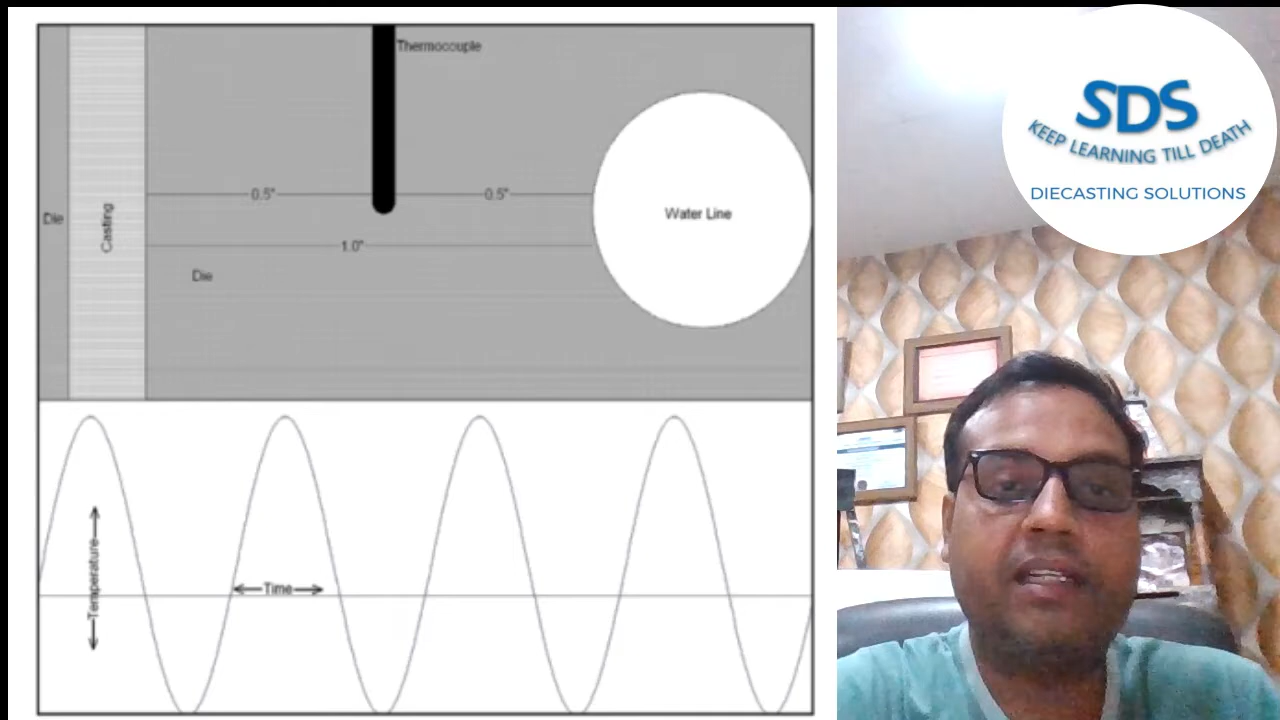 Thermocouple
0.5" 0.5"
Die
Casting
1.0"
Water Line
Die
Temperature
Time
SDS
KEEP LEARNING TILL DEATH
DIECASTING SOLUTIONS